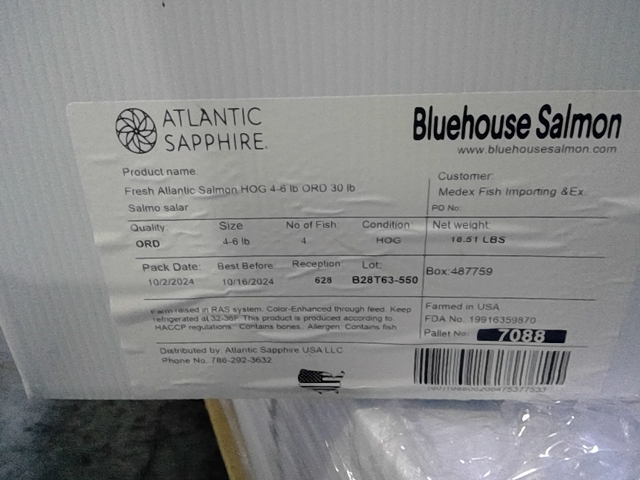 ATLANTIC
SAPPHIRE.
Bluehouse Salmon
www.bluehousesalmon.com
Product name
Fresh Atlantic Salmon HOG 4-6 lb ORD 30 lb
Salmo salar
Customer:
Medex Fish Importing &Ex.
PO No:
Quality: Size No of Fish: Condition Net weight:
ORD 4-6 lb 4 HOG 18.51 LBS
Pack Date: Best Before: Reception: Lot: Box:487759
10/2/2024 10/16/2024 628 B28T63-550
Farm raised in RAS system. Color-Enhanced through feed. Keep
refrigerated at 32-36F. This product is produced according to
HACCP regulations. Contains bones. Allergen: Contains fish
Farmed in USA
FDA No. 19916359870
Pallet No: 7088
Distributed by: Atlantic Sapphire USA LLC
Phone No. 786-292-3632